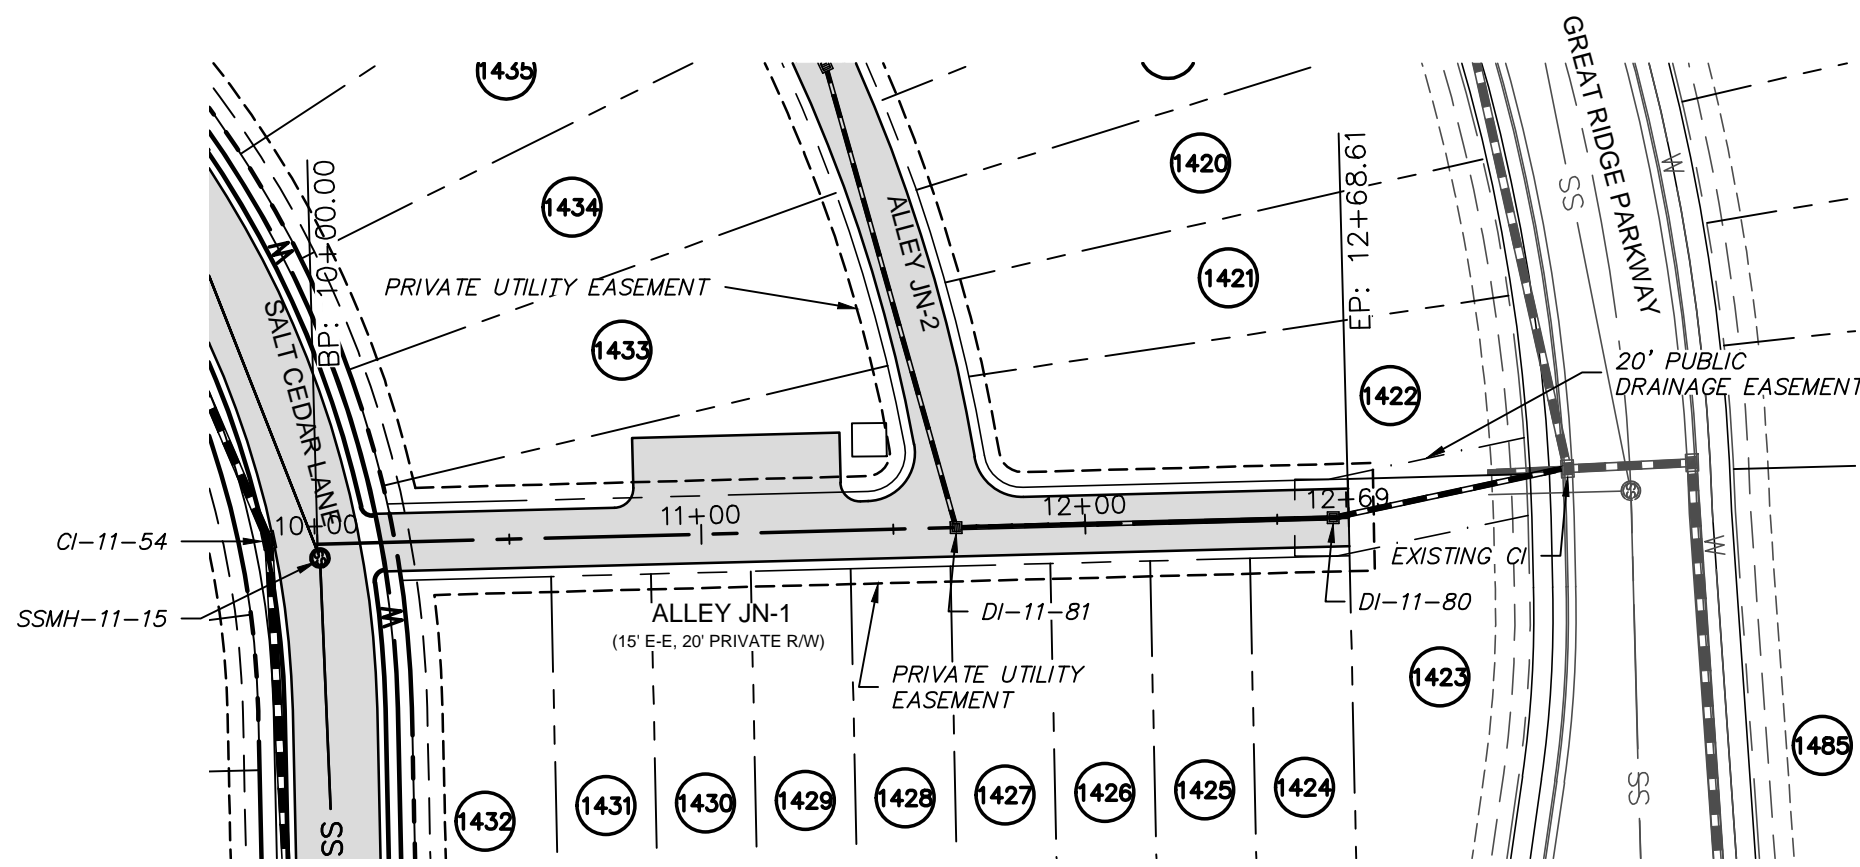 1435
GREAT RIDGE PARKWAY
1420
W
SS
1434
BP: 10+00.00
EP: 12+68.61
ALLEY JN-2
W
1421
PRIVATE UTILITY EASEMENT
SALT CEDAR LANE
1433
20' PUBLIC
DRAINAGE EASEMENT
1422
10+00
11+00
12+00
12+69
CI-11-54
EXISTING CI
W
SSMH-11-15
W
ALLEY JN-1
(15' E-E, 20' PRIVATE R/W)
DI-11-81
DI-11-80
PRIVATE UTILITY
EASEMENT
1423
1485
SS
SS
1432
1431
1430
1429
1428
1427
1426
1425
1424